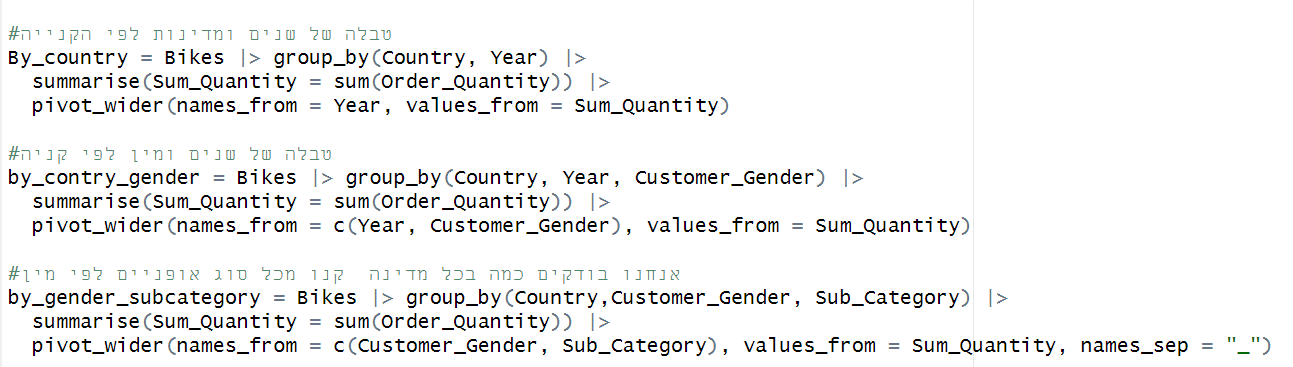 #טבלה של שנים ומדינות לפי הקנייה
By_country = Bikes |> group_by(Country, Year) |>
  summarise(Sum_Quantity = sum(Order_Quantity)) |>
  pivot_wider(names_from = Year, values_from = Sum_Quantity)

#טבלה של שנים ומין לפי קניה
by_contry_gender = Bikes |> group_by(Country, Year, Customer_Gender) |>
  summarise(Sum_Quantity = sum(Order_Quantity)) |>
  pivot_wider(names_from = c(Year, Customer_Gender), values_from = Sum_Quantity)

#אנחנו בודקים כמה בכל מדינה  קנו מכל סוג אופניים לפי מין
by_gender_subcategory = Bikes |> group_by(Country,Customer_Gender, Sub_Category) |>
  summarise(Sum_Quantity = sum(Order_Quantity)) |>
  pivot_wider(names_from = c(Customer_Gender, Sub_Category), values_from = Sum_Quantity, names_sep = "_")